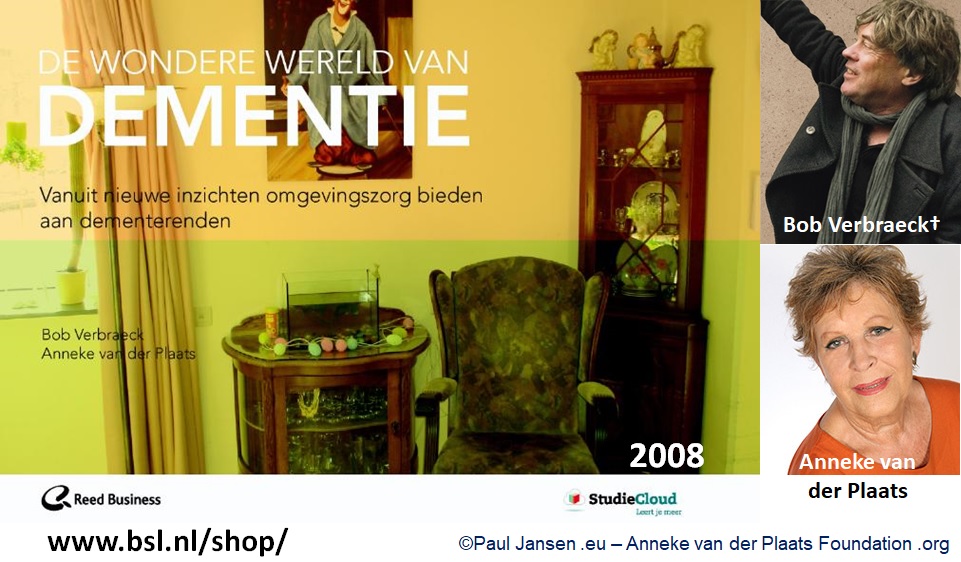 DE WONDERE WERELD VAN
DEMENTIE
Vanuit nieuwe inzichten omgevingszorg bieden
aan dementerenden
Bob Verbraeck
Anneke van der Plaats
2008
Reed Business
StudieCloud
Leert je meer
www.bsl.nl/shop/
Bob Verbraeck†
Anneke van
der Plaats
©Paul Jansen .eu – Anneke van der Plaats Foundation .org